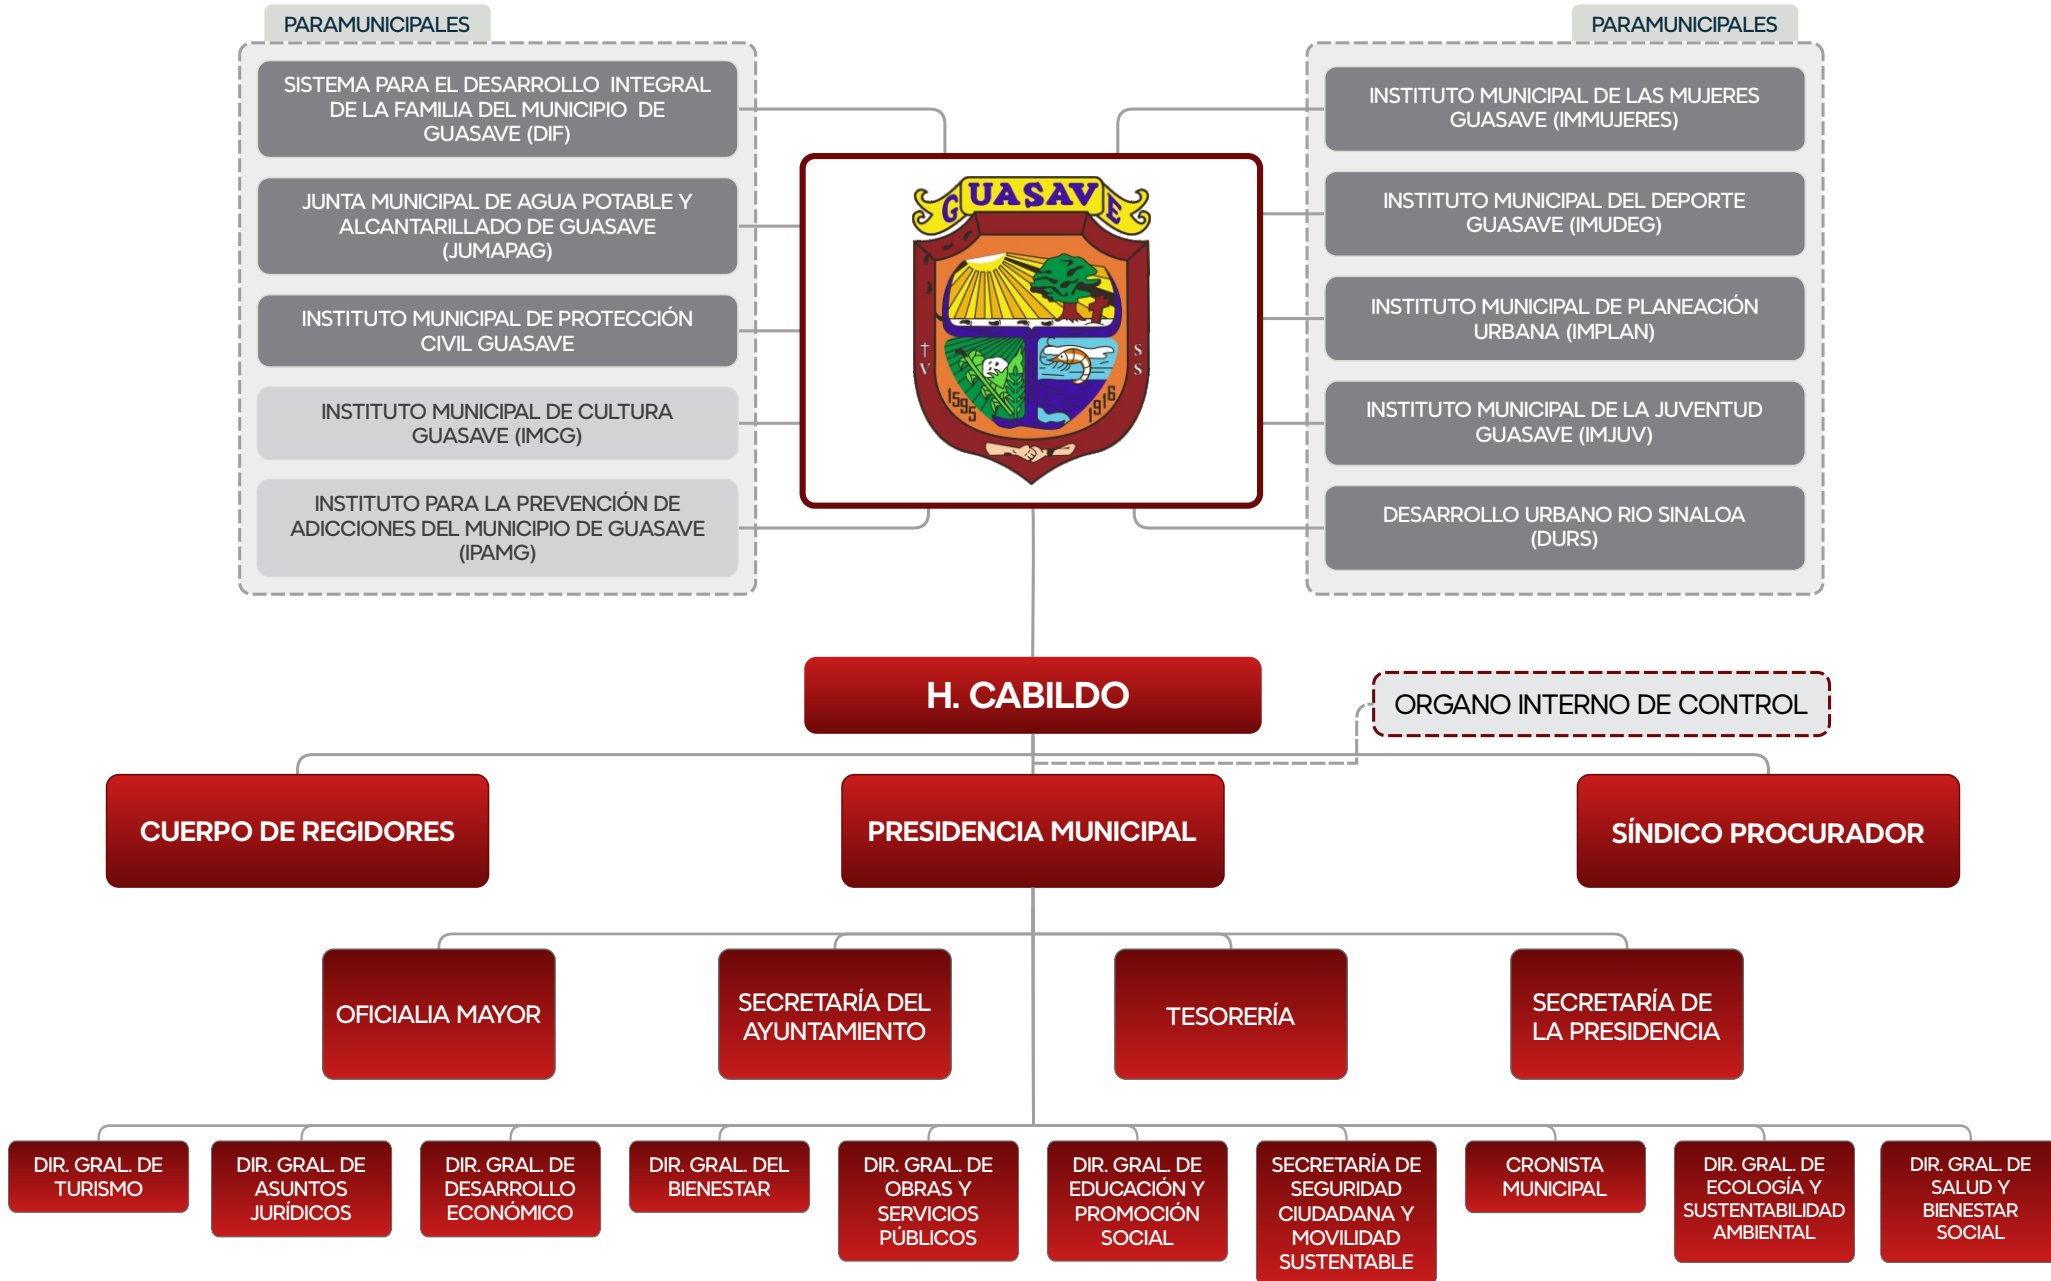 PARAMUNICIPALES
SISTEMA PARA EL DESARROLLO INTEGRAL
DE LA FAMILIA DEL MUNICIPIO DE
GUASAVE (DIF)
JUNTA MUNICIPAL DE AGUA POTABLE Y
ALCANTARILLADO DE GUASAVE
(JUMAPAG)
INSTITUTO MUNICIPAL DE PROTECCIÓN
CIVIL GUASAVE
INSTITUTO MUNICIPAL DE CULTURA
GUASAVE (IMCG)
INSTITUTO PARA LA PREVENCIÓN DE
ADICCIONES DEL MUNICIPIO DE GUASAVE
(IPAMG)
GUASAVE
V
S
S
1595
1916
PARAMUNICIPALES
INSTITUTO MUNICIPAL DE LAS MUJERES
GUASAVE (IMMUJERES)
INSTITUTO MUNICIPAL DEL DEPORTE
GUASAVE (IMUDEG)
INSTITUTO MUNICIPAL DE PLANEACIÓN
URBANA (IMPLAN)
INSTITUTO MUNICIPAL DE LA JUVENTUD
GUASAVE (IMJUV)
DESARROLLO URBANO RIO SINALOA
(DURS)
H. CABILDO
ORGANO INTERNO DE CONTROL
CUERPO DE REGIDORES
PRESIDENCIA MUNICIPAL
SÍNDICO PROCURADOR
OFICIALIA MAYOR
SECRETARÍA DEL
AYUNTAMIENTO
TESORERÍA
SECRETARÍA DE
LA PRESIDENCIA
DIR. GRAL. DE
TURISMO
DIR. GRAL. DE
ASUNTOS
JURÍDICOS
DIR. GRAL. DE
DESARROLLO
ECONÓMICO
DIR. GRAL. DEL
BIENESTAR
DIR. GRAL. DE
OBRAS Y
SERVICIOS
PÚBLICOS
DIR. GRAL. DE
EDUCACIÓN Y
PROMOCIÓN
SOCIAL
SECRETARÍA DE
SEGURIDAD
CIUDADANA Y
MOVILIDAD
SUSTENTABLE
CRONISTA
MUNICIPAL
DIR. GRAL. DE
ECOLOGÍA Y
SUSTENTABILIDAD
AMBIENTAL
DIR. GRAL. DE
SALUD Y
BIENESTAR
SOCIAL